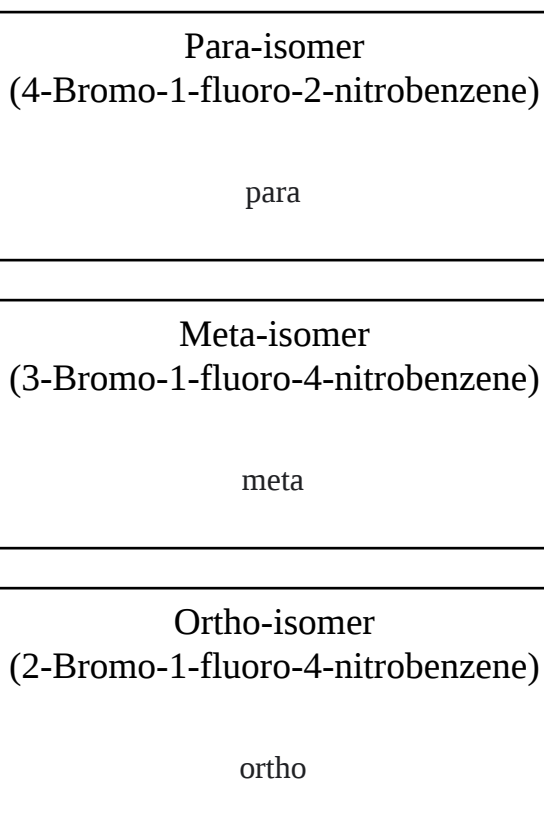 Para-isomer
(4-Bromo-1-fluoro-2-nitrobenzene)
para
Meta-isomer
(3-Bromo-1-fluoro-4-nitrobenzene)
meta
Ortho-isomer
(2-Bromo-1-fluoro-4-nitrobenzene)
ortho